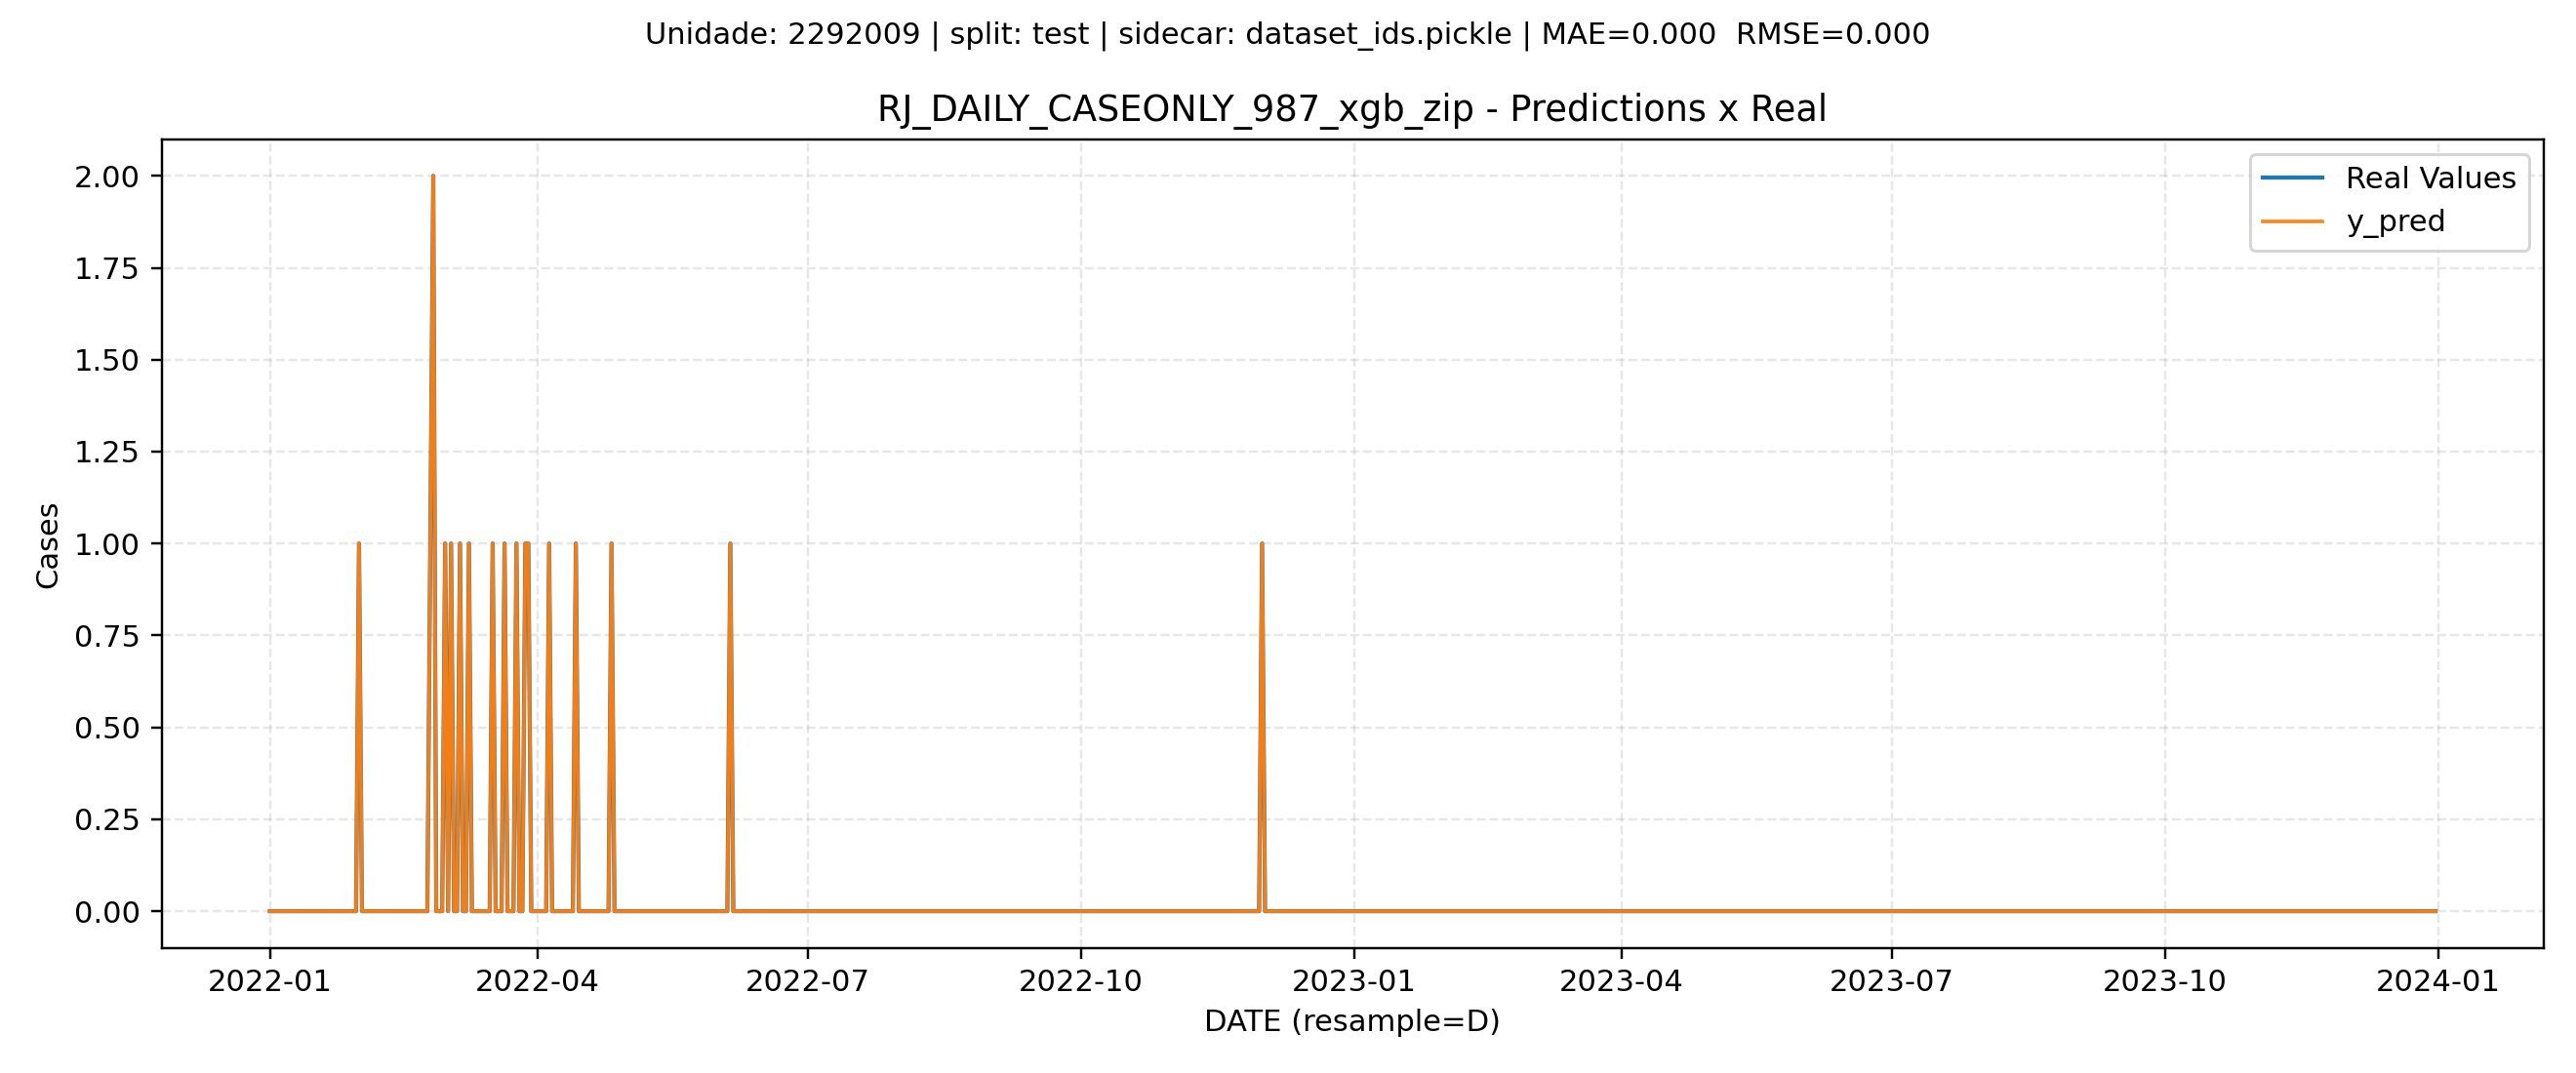 Unidade: 2292009 | split: test | sidecar: dataset_ids.pickle | MAE=0.000  RMSE=0.000
RJ_DAILY_CASEONLY_987_xgb_zip - Predictions x Real
Real Values
y_pred
Cases
2.00
1.75
1.50
1.25
1.00
0.75
0.50
0.25
0.00
2022-01 2022-04 2022-07 2022-10 2023-01 2023-04 2023-07 2023-10 2024-01
DATE (resample=D)